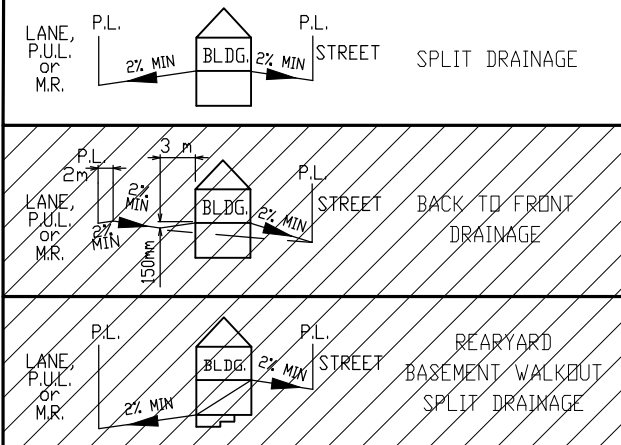 LANE,
P.U.L.
or
M.R.
P.L.
2% MIN
BLDG.
2% MIN
P.L.
STREET
SPLIT DRAINAGE
P.L.
2m
3 m
LANE,
P.U.L.
or
M.R.
2%
MIN
2%
MIN
150mm
BLDG.
2% MIN
P.L.
STREET
BACK TO FRONT
DRAINAGE
P.L.
LANE,
P.U.L.
or
M.R.
2% MIN
BLDG.
2% MIN
P.L.
STREET
REARYARD
BASEMENT WALKOUT
SPLIT DRAINAGE